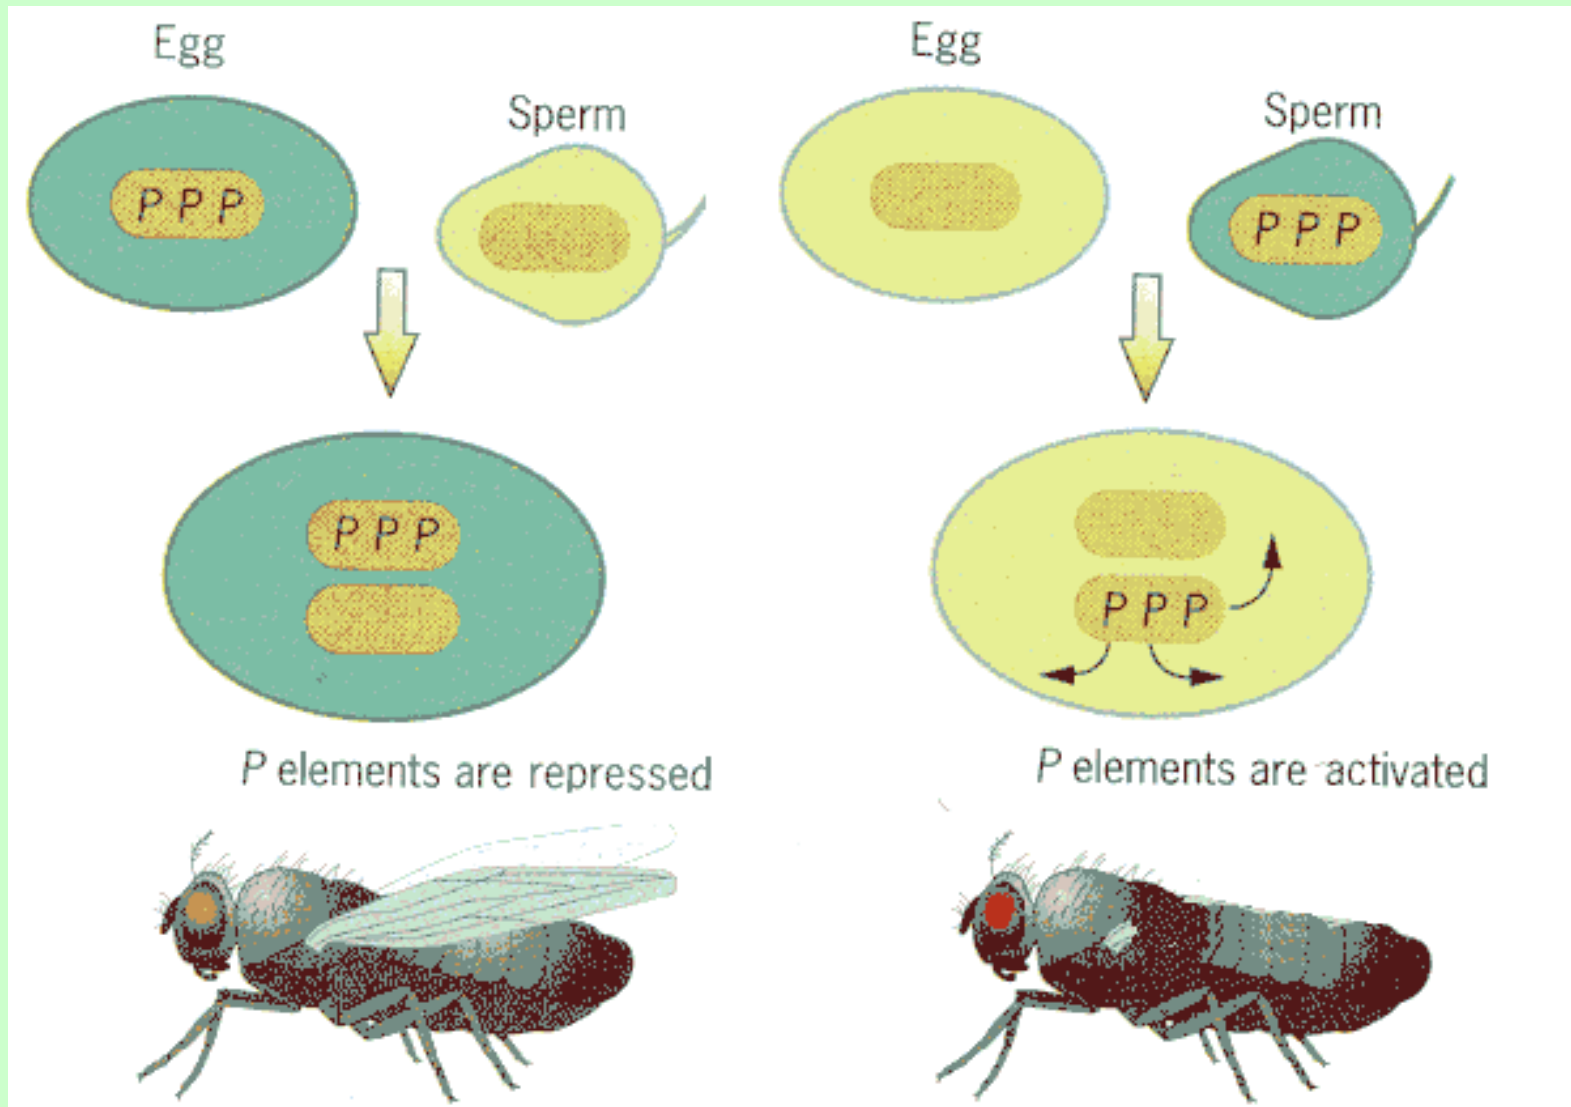 Egg
Sperm
P P P
P P P
P elements are repressed
Egg
Sperm
P P P
P P P
P elements are activated